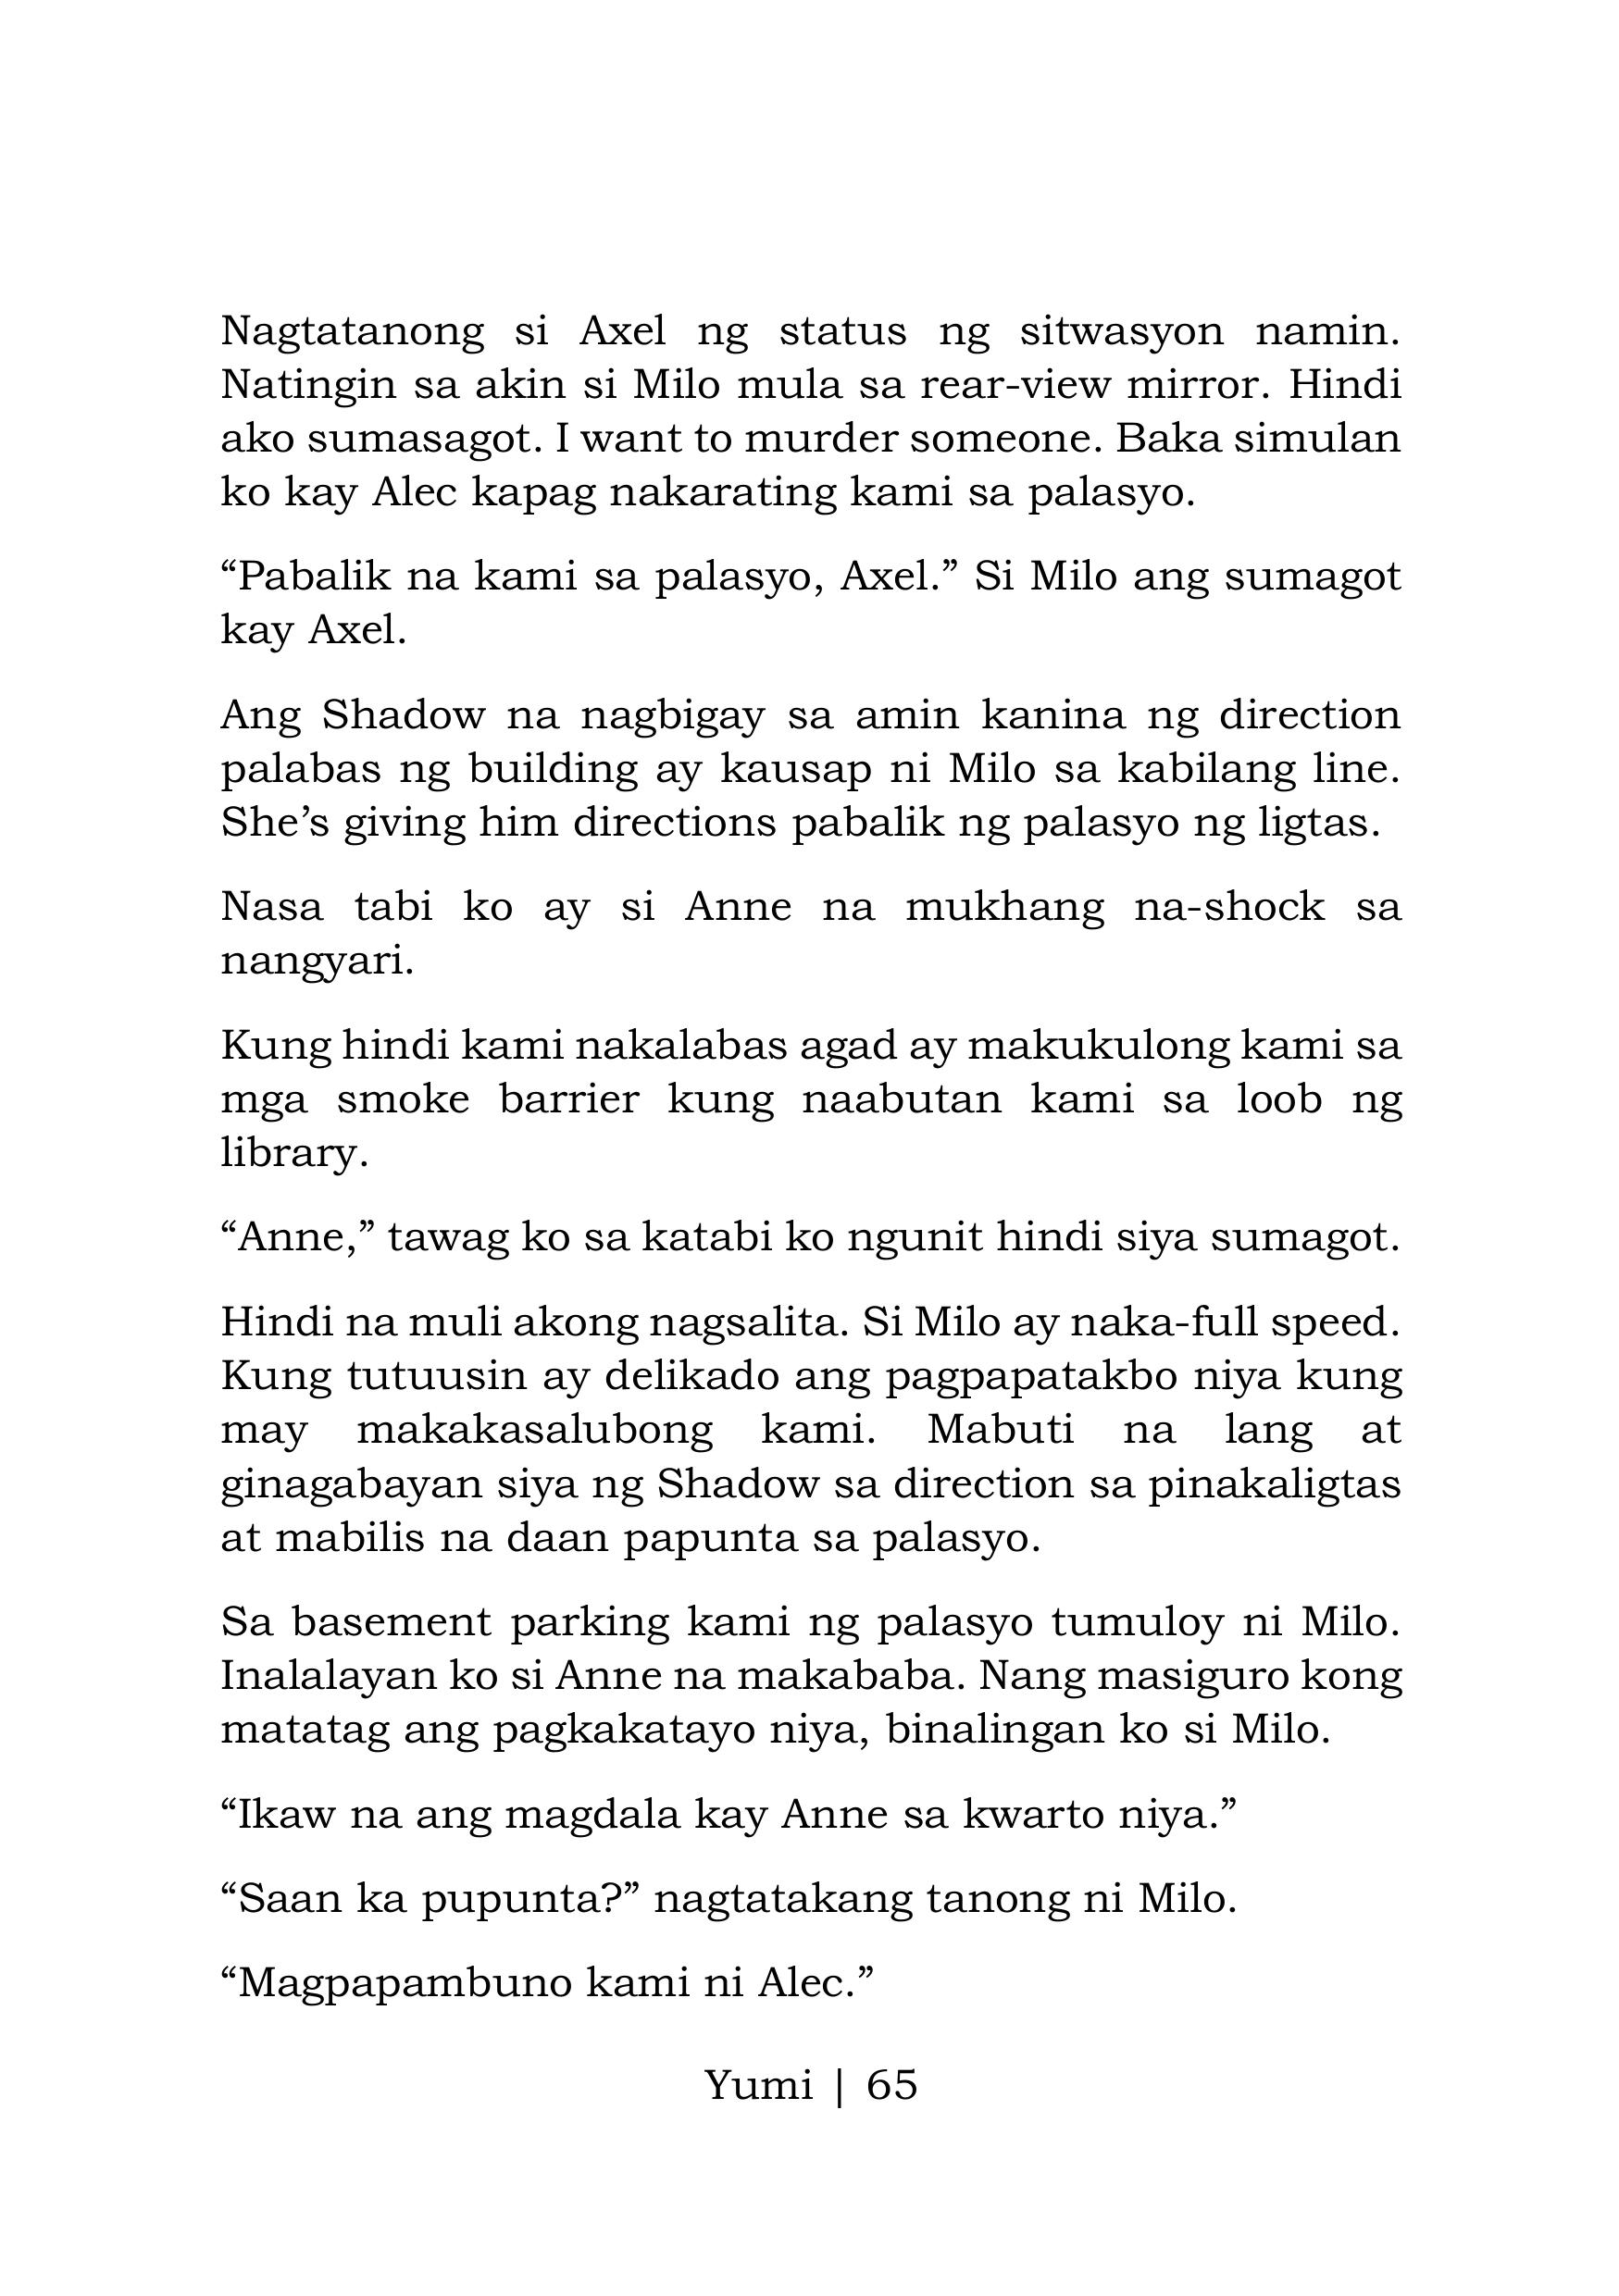 Nagtatanong si Axel ng status ng sitwasyon namin.
Natingin sa akin si Milo mula sa rear-view mirror. Hindi
ako sumasagot. I want to murder someone. Baka simulan
ko kay Alec kapag nakarating kami sa palasyo.
“Pabalik na kami sa palasyo, Axel.” Si Milo ang sumagot
kay Axel.
Ang Shadow na nagbigay sa amin kanina ng direction
palabas ng building ay kausap ni Milo sa kabilang line.
She’s giving him directions pabalik ng palasyo ng ligtas.
Nasa tabi ko ay si Anne na mukhang na-shock sa
nangyari.
Kung hindi kami nakalabas agad ay makukulong kami sa
mga smoke barrier kung naabutan kami sa loob ng
library.
“Anne,” tawag ko sa katabi ko ngunit hindi siya sumagot.
Hindi na muli akong nagsalita. Si Milo ay naka-full speed.
Kung tutuusin ay delikado ang pagpapatakbo niya kung
may makakasalubong kami. Mabuti na lang at
ginagabayan siya ng Shadow sa direction sa pinakaligtas
at mabilis na daan papunta sa palasyo.
Sa basement parking kami ng palasyo tumuloy ni Milo.
Inalalayan ko si Anne na makababa. Nang masiguro kong
matatag ang pagkakatayo niya, binalingan ko si Milo.
“Ikaw na ang magdala kay Anne sa kwarto niya.”
“Saan ka pupunta?” nagtatakang tanong ni Milo.
“Magpapambuno kami ni Alec.”
Yumi | 65